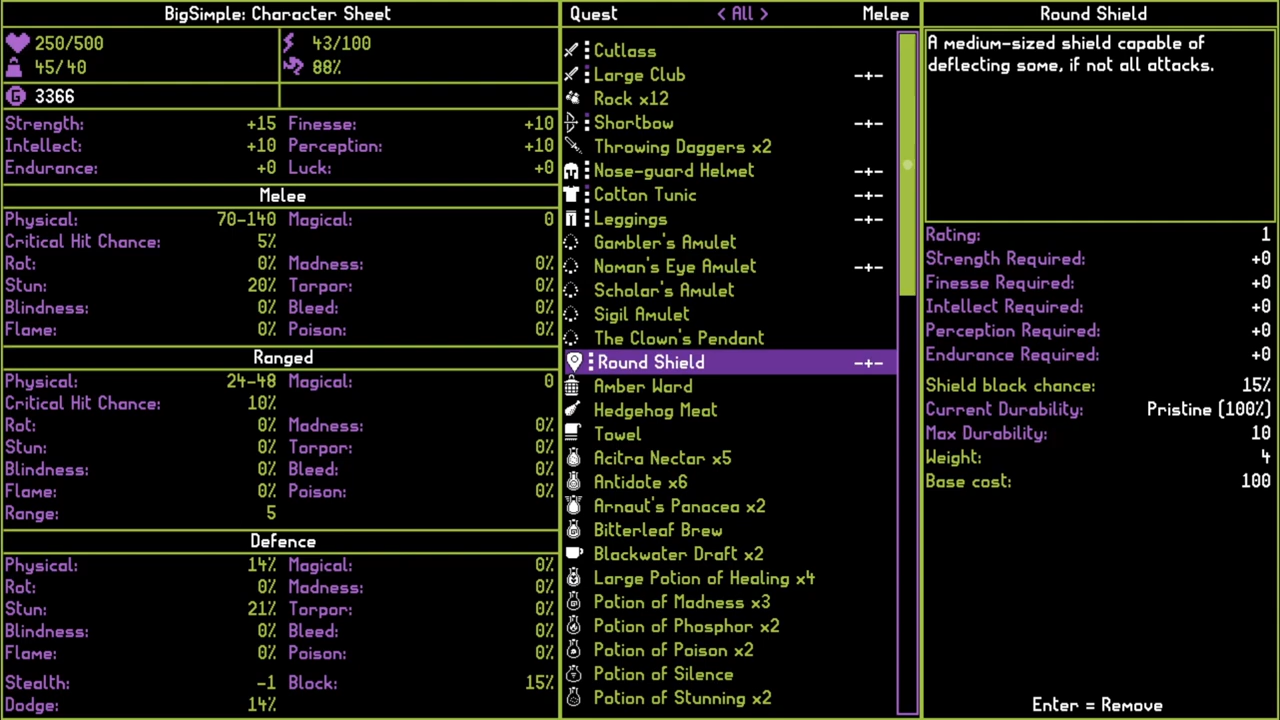 BigSimple: Character Sheet
250/500 43/100
45/40 88%
G 3366
Strength: +15 Finesse: +10
Intellect: +10 Perception: +10
Endurance: +0 Luck: +0
Melee
Physical: 70-140 Magical: 0
Critical Hit Chance: 5%
Rot: 0% Madness: 0%
Stun: 20% Torpor: 0%
Blindness: 0% Bleed: 0%
Flame: 0% Poison: 0%
Ranged
Physical: 24-48 Magical: 0
Critical Hit Chance: 10%
Rot: 0% Madness: 0%
Stun: 0% Torpor: 0%
Blindness: 0% Bleed: 0%
Flame: 0% Poison: 0%
Range: 5
Defence
Physical: 14% Magical: 0%
Rot: 0% Madness: 0%
Stun: 21% Torpor: 0%
Blindness: 0% Bleed: 0%
Flame: 0% Poison: 0%
Stealth: -1 Block: 15%
Dodge: 14%
Quest < All > Melee
Cutlass
Large Club -+-
Rock x12
Shortbow -+-
Throwing Daggers x2
Nose-guard Helmet -+-
Cotton Tunic -+-
Leggings -+-
Gambler's Amulet
Noman's Eye Amulet -+-
Scholar's Amulet
Sigil Amulet
The Clown's Pendant
Round Shield -+-
Amber Ward
Hedgehog Meat
Towel
Acitra Nectar x5
Antidote x6
Arnaut's Panacea x2
Bitterleaf Brew
Blackwater Draft x2
Large Potion of Healing x4
Potion of Madness x3
Potion of Phosphor x2
Potion of Poison x2
Potion of Silence
Potion of Stunning x2
Round Shield
A medium-sized shield capable of
deflecting some, if not all attacks.
Rating: 1
Strength Required: +0
Finesse Required: +0
Intellect Required: +0
Perception Required: +0
Endurance Required: +0
Shield block chance: 15%
Current Durability: Pristine (100%)
Max Durability: 10
Weight: 4
Base cost: 100
Enter = Remove